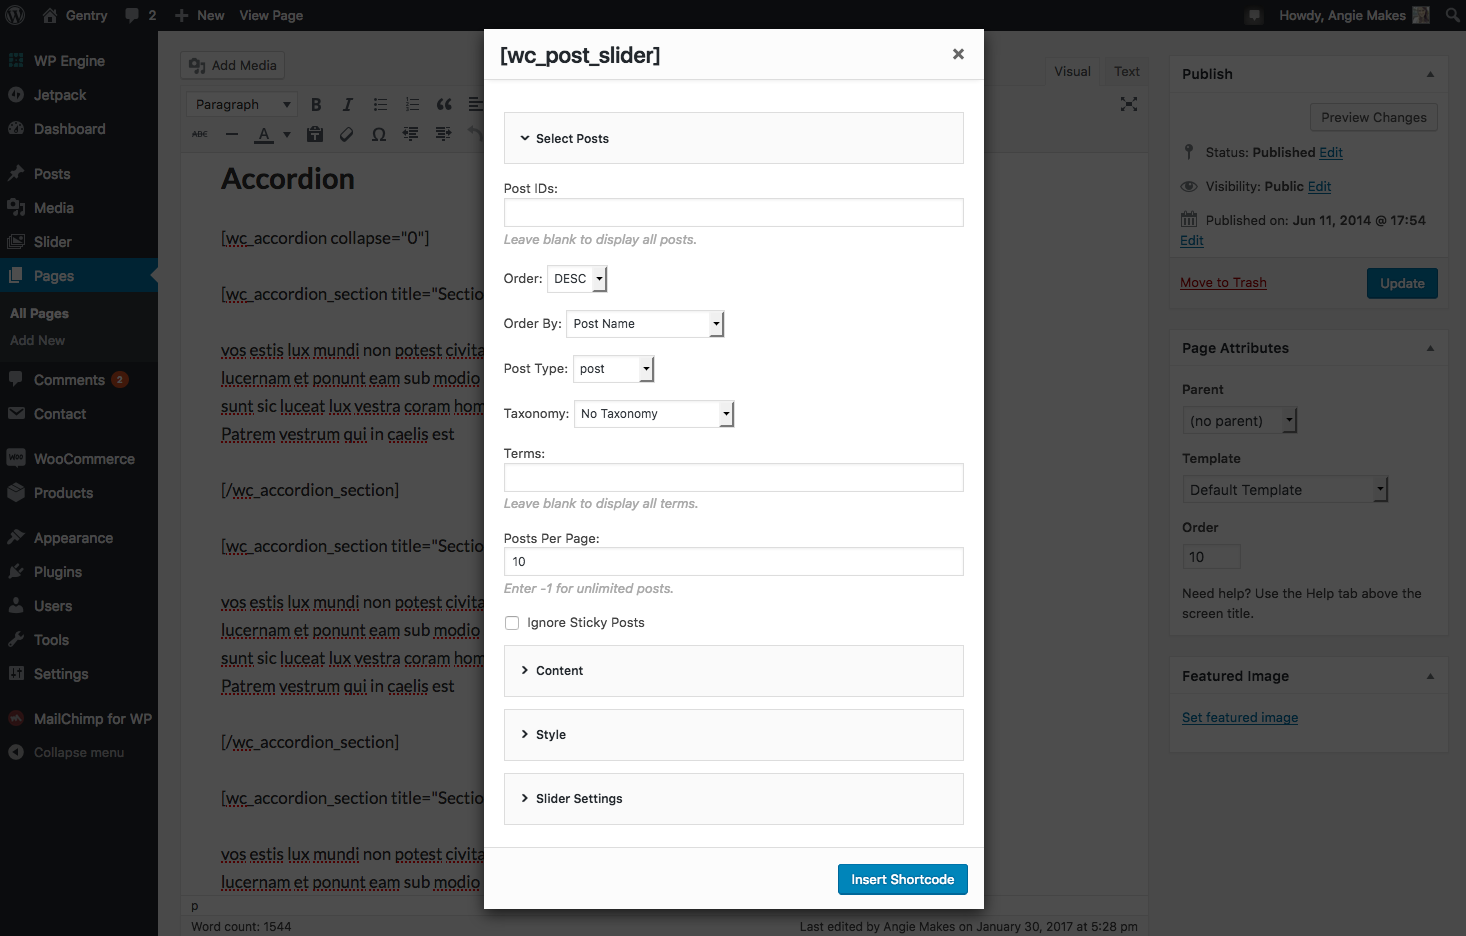 Gentry
2
New
View Page
Howdy, Angie Makes
WP Engine
Jetpack
Dashboard
Posts
Media
Slider
Pages
All Pages
Add New
Comments 2
Contact
WooCommerce
Products
Appearance
Plugins
Users
Tools
Settings
MailChimp for WP
Collapse menu
Add Media
Visual
Text
Paragraph
B
I
ABC
A
Ω
Accordion
[wc_accordion collapse="0"]
[wc_accordion_section title="Sectio
vos estis lux mundi non potest civita
lucernam et ponunt eam sub modio
sunt sic luceat lux vestra coram hom
Patrem vestrum qui in caelis est
[/wc_accordion_section]
[wc_accordion_section title="Sectio
vos estis lux mundi non potest civita
lucernam et ponunt eam sub modio
sunt sic luceat lux vestra coram hom
Patrem vestrum qui in caelis est
[/wc_accordion_section]
[wc_accordion_section title="Sectio
vos estis lux mundi non potest civita
lucernam et ponunt eam sub modio
p
Word count: 1544
Last edited by Angie Makes on January 30, 2017 at 5:28 pm
[wc_post_slider]
Select Posts
Post IDs:
Leave blank to display all posts.
Order: DESC
Order By: Post Name
Post Type: post
Taxonomy: No Taxonomy
Terms:
Leave blank to display all terms.
Posts Per Page:
10
Enter -1 for unlimited posts.
Ignore Sticky Posts
Content
Style
Slider Settings
Insert Shortcode
Publish
Preview Changes
Status: Published Edit
Visibility: Public Edit
Published on: Jun 11, 2014 @ 17:54
Edit
Move to Trash
Update
Page Attributes
Parent
(no parent)
Template
Default Template
Order
10
Need help? Use the Help tab above the
screen title.
Featured Image
Set featured image